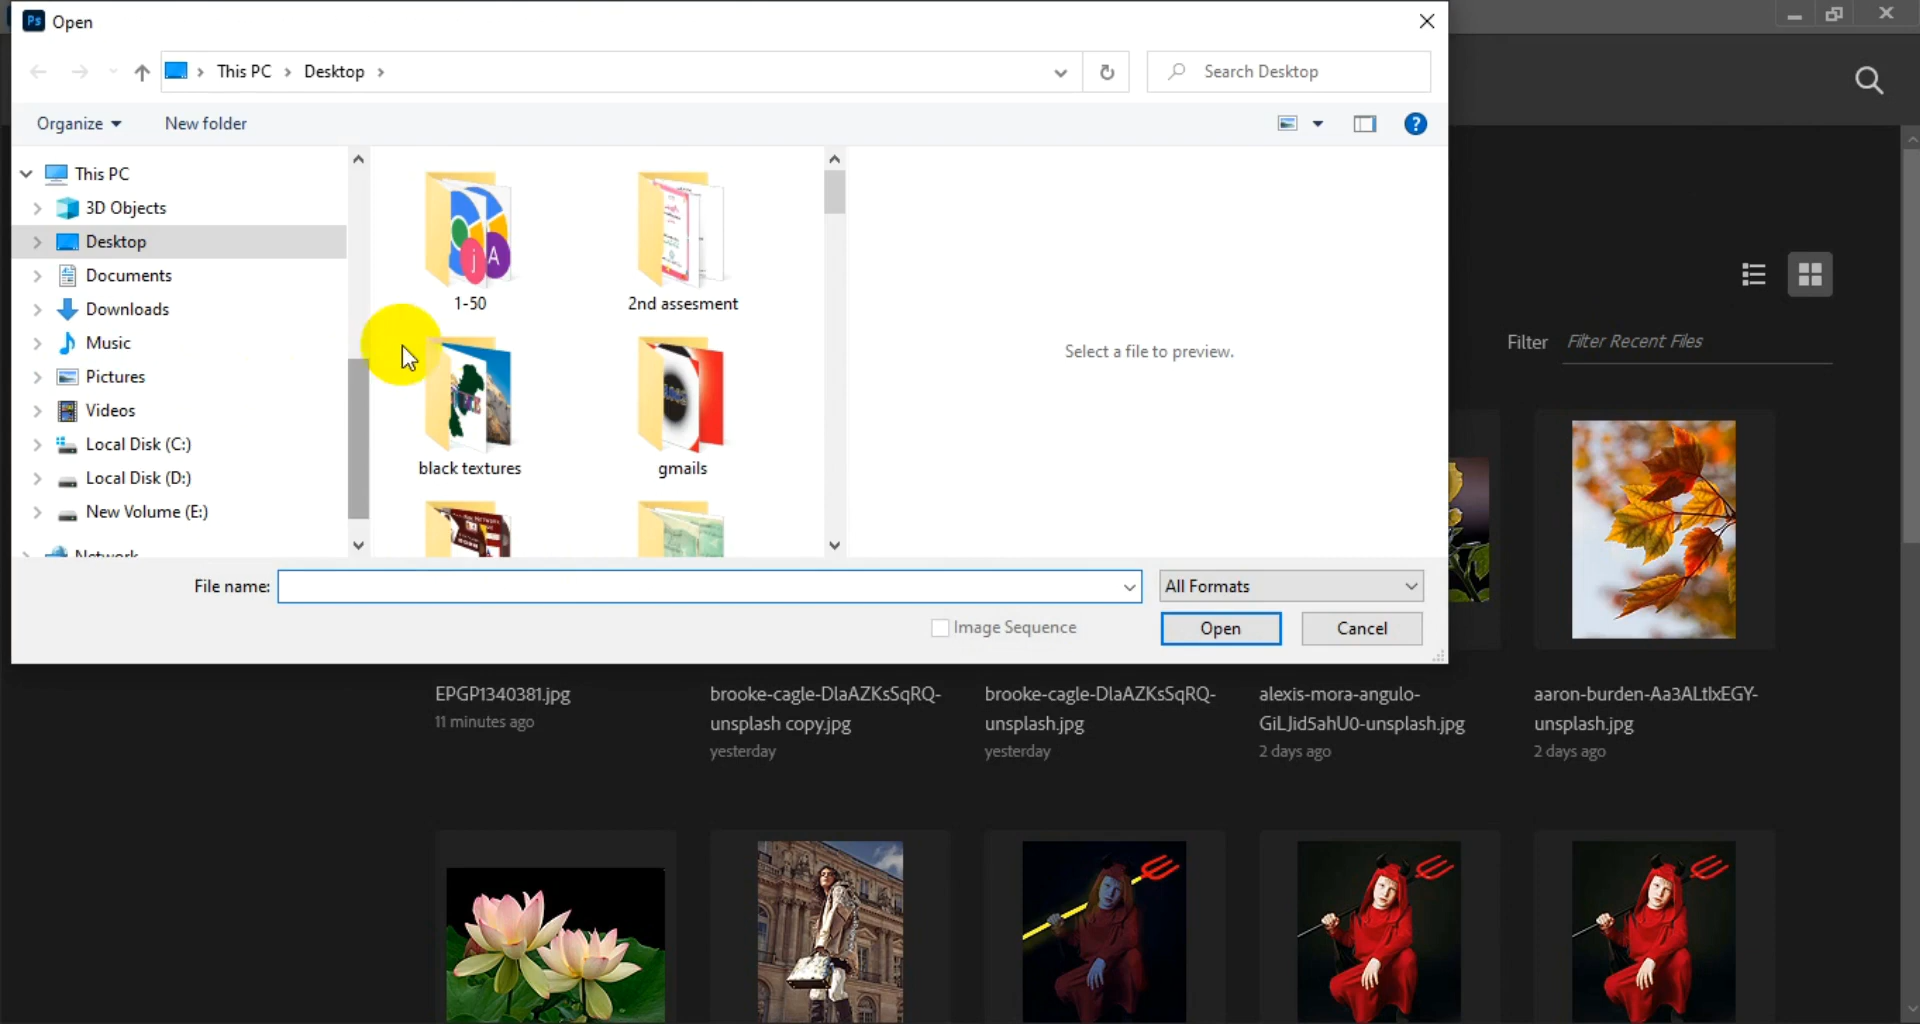 Ps Open
This PC
Desktop
Search Desktop
Organize
New folder
?
This PC
3D Objects
Desktop
Documents
Downloads
Music
Pictures
Videos
Local Disk (C:)
Local Disk (D:)
New Volume (E:)
Network
j A
1-50
2nd assesment
black textures
gmails
Select a file to preview.
File name:
All Formats
Image Sequence
Open
Cancel
Filter
Filter Recent Files
EPGP1340381.jpg
11 minutes ago
brooke-cagle-DlaAZKsSqRQ-
unsplash copy.jpg
yesterday
brooke-cagle-DlaAZKsSqRQ-
unsplash.jpg
yesterday
alexis-mora-angulo-
GiLJid5ahU0-unsplash.jpg
2 days ago
aaron-burden-Aa3ALtIxEGY-
unsplash.jpg
2 days ago